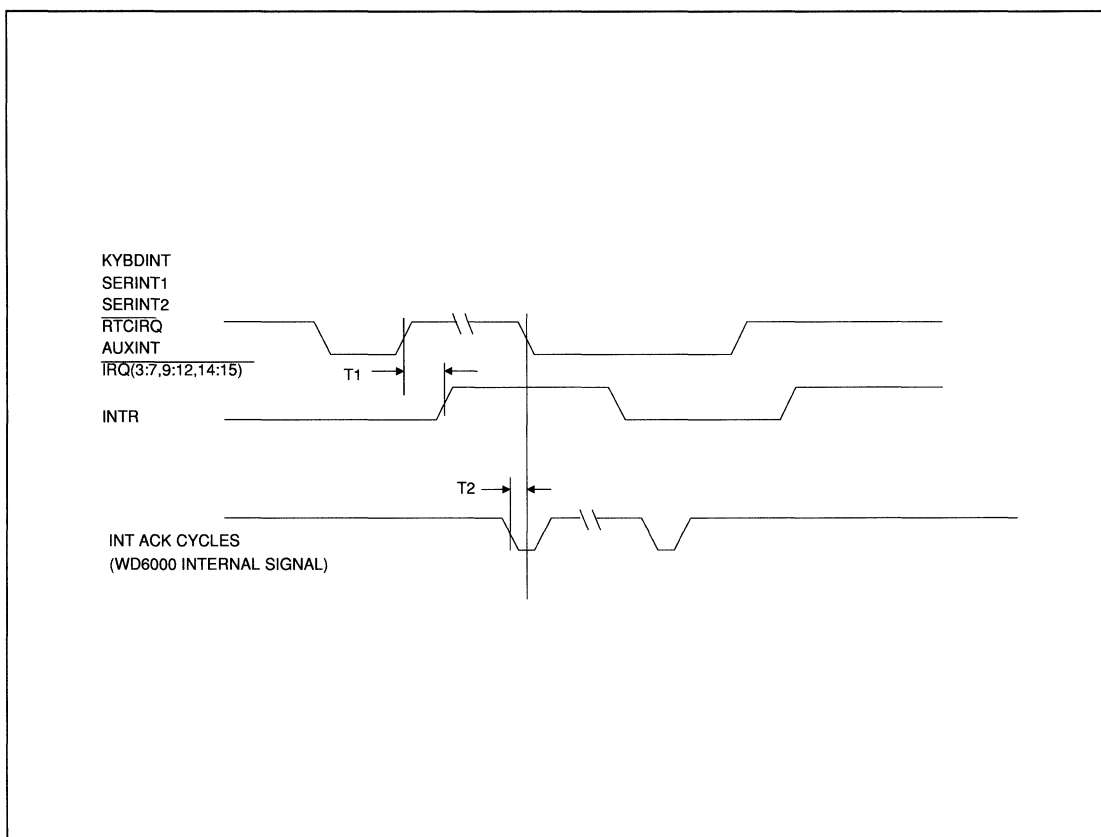 KYBDINT
SERINT1
SERINT2
RTCIRQ
AUXINT
IRQ(3:7,9:12,14:15)
T1
INTR
T2
INT ACK CYCLES
(WD6000 INTERNAL SIGNAL)